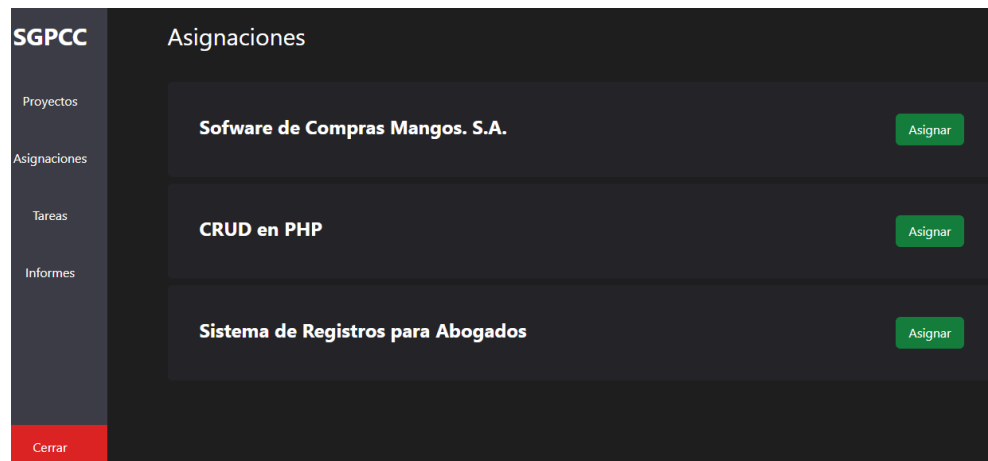 SGPCC
Proyectos
Asignaciones
Tareas
Informes
Cerrar
Asignaciones
Sofware de Compras Mangos. S.A.
Asignar
CRUD en PHP
Asignar
Sistema de Registros para Abogados
Asignar